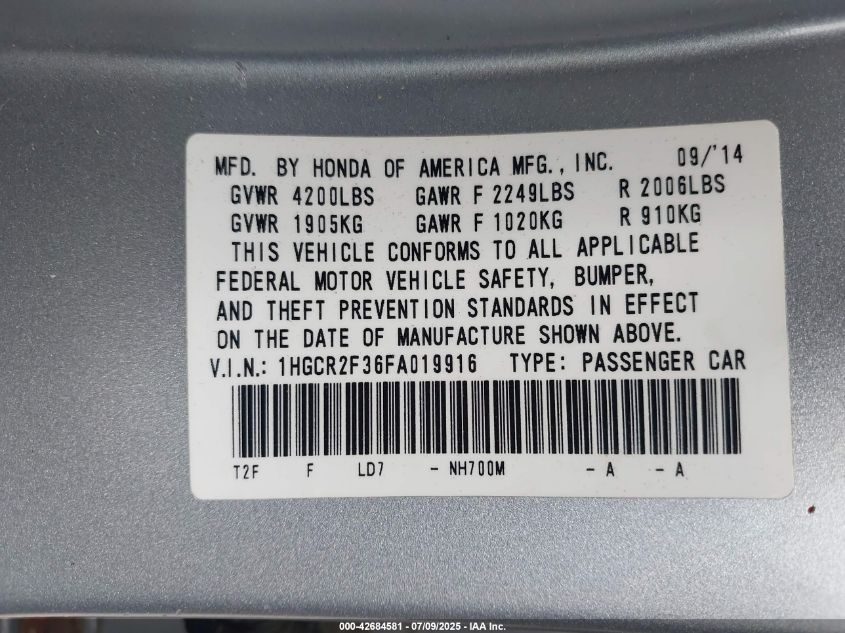 MFD. BY HONDA OF AMERICA MFG., INC. 09/'14
GVWR 4200LBS GAWR F 2249LBS R 2006LBS
GVWR 1905KG GAWR F 1020KG R 910KG
THIS VEHICLE CONFORMS TO ALL APPLICABLE
FEDERAL MOTOR VEHICLE SAFETY, BUMPER,
AND THEFT PREVENTION STANDARDS IN EFFECT
ON THE DATE OF MANUFACTURE SHOWN ABOVE.
V.I.N.: 1HGCR2F36FA019916 TYPE: PASSENGER CAR
T2F F LD7 - NH700M - A - A
000-42684581 - 07/09/2025 - IAA Inc.